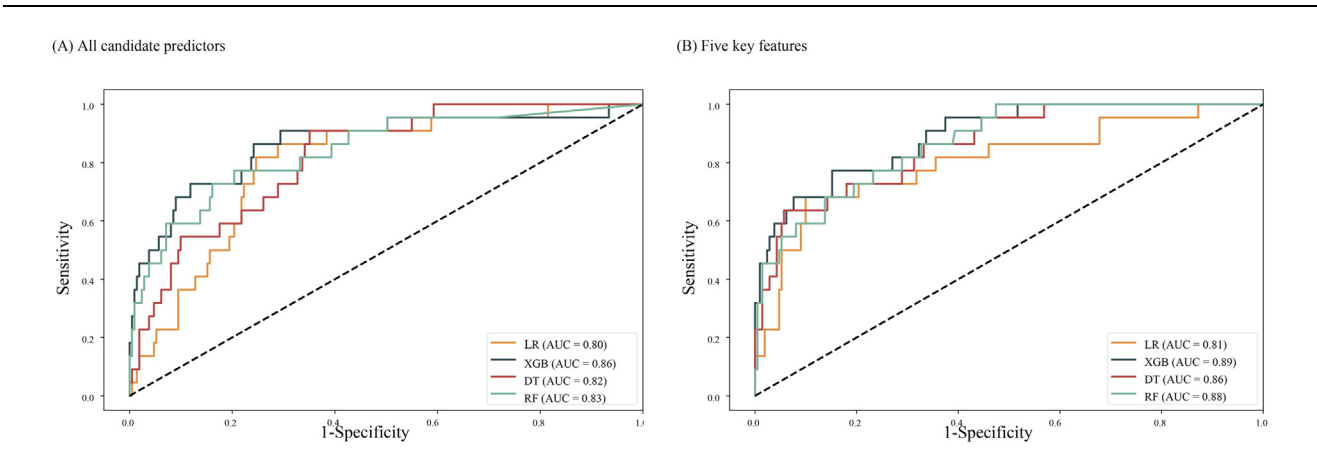 (A) All candidate predictors
(B) Five key features
1.0
0.8
0.6
0.4
0.2
0.0
Sensitivity
0.0 0.2 0.4 0.6 0.8 1.0
1-Specificity
LR (AUC = 0.80)
XGB (AUC = 0.86)
DT (AUC = 0.82)
RF (AUC = 0.83)
1.0
0.8
0.6
0.4
0.2
0.0
Sensitivity
0.0 0.2 0.4 0.6 0.8 1.0
1-Specificity
LR (AUC = 0.81)
XGB (AUC = 0.89)
DT (AUC = 0.86)
RF (AUC = 0.88)